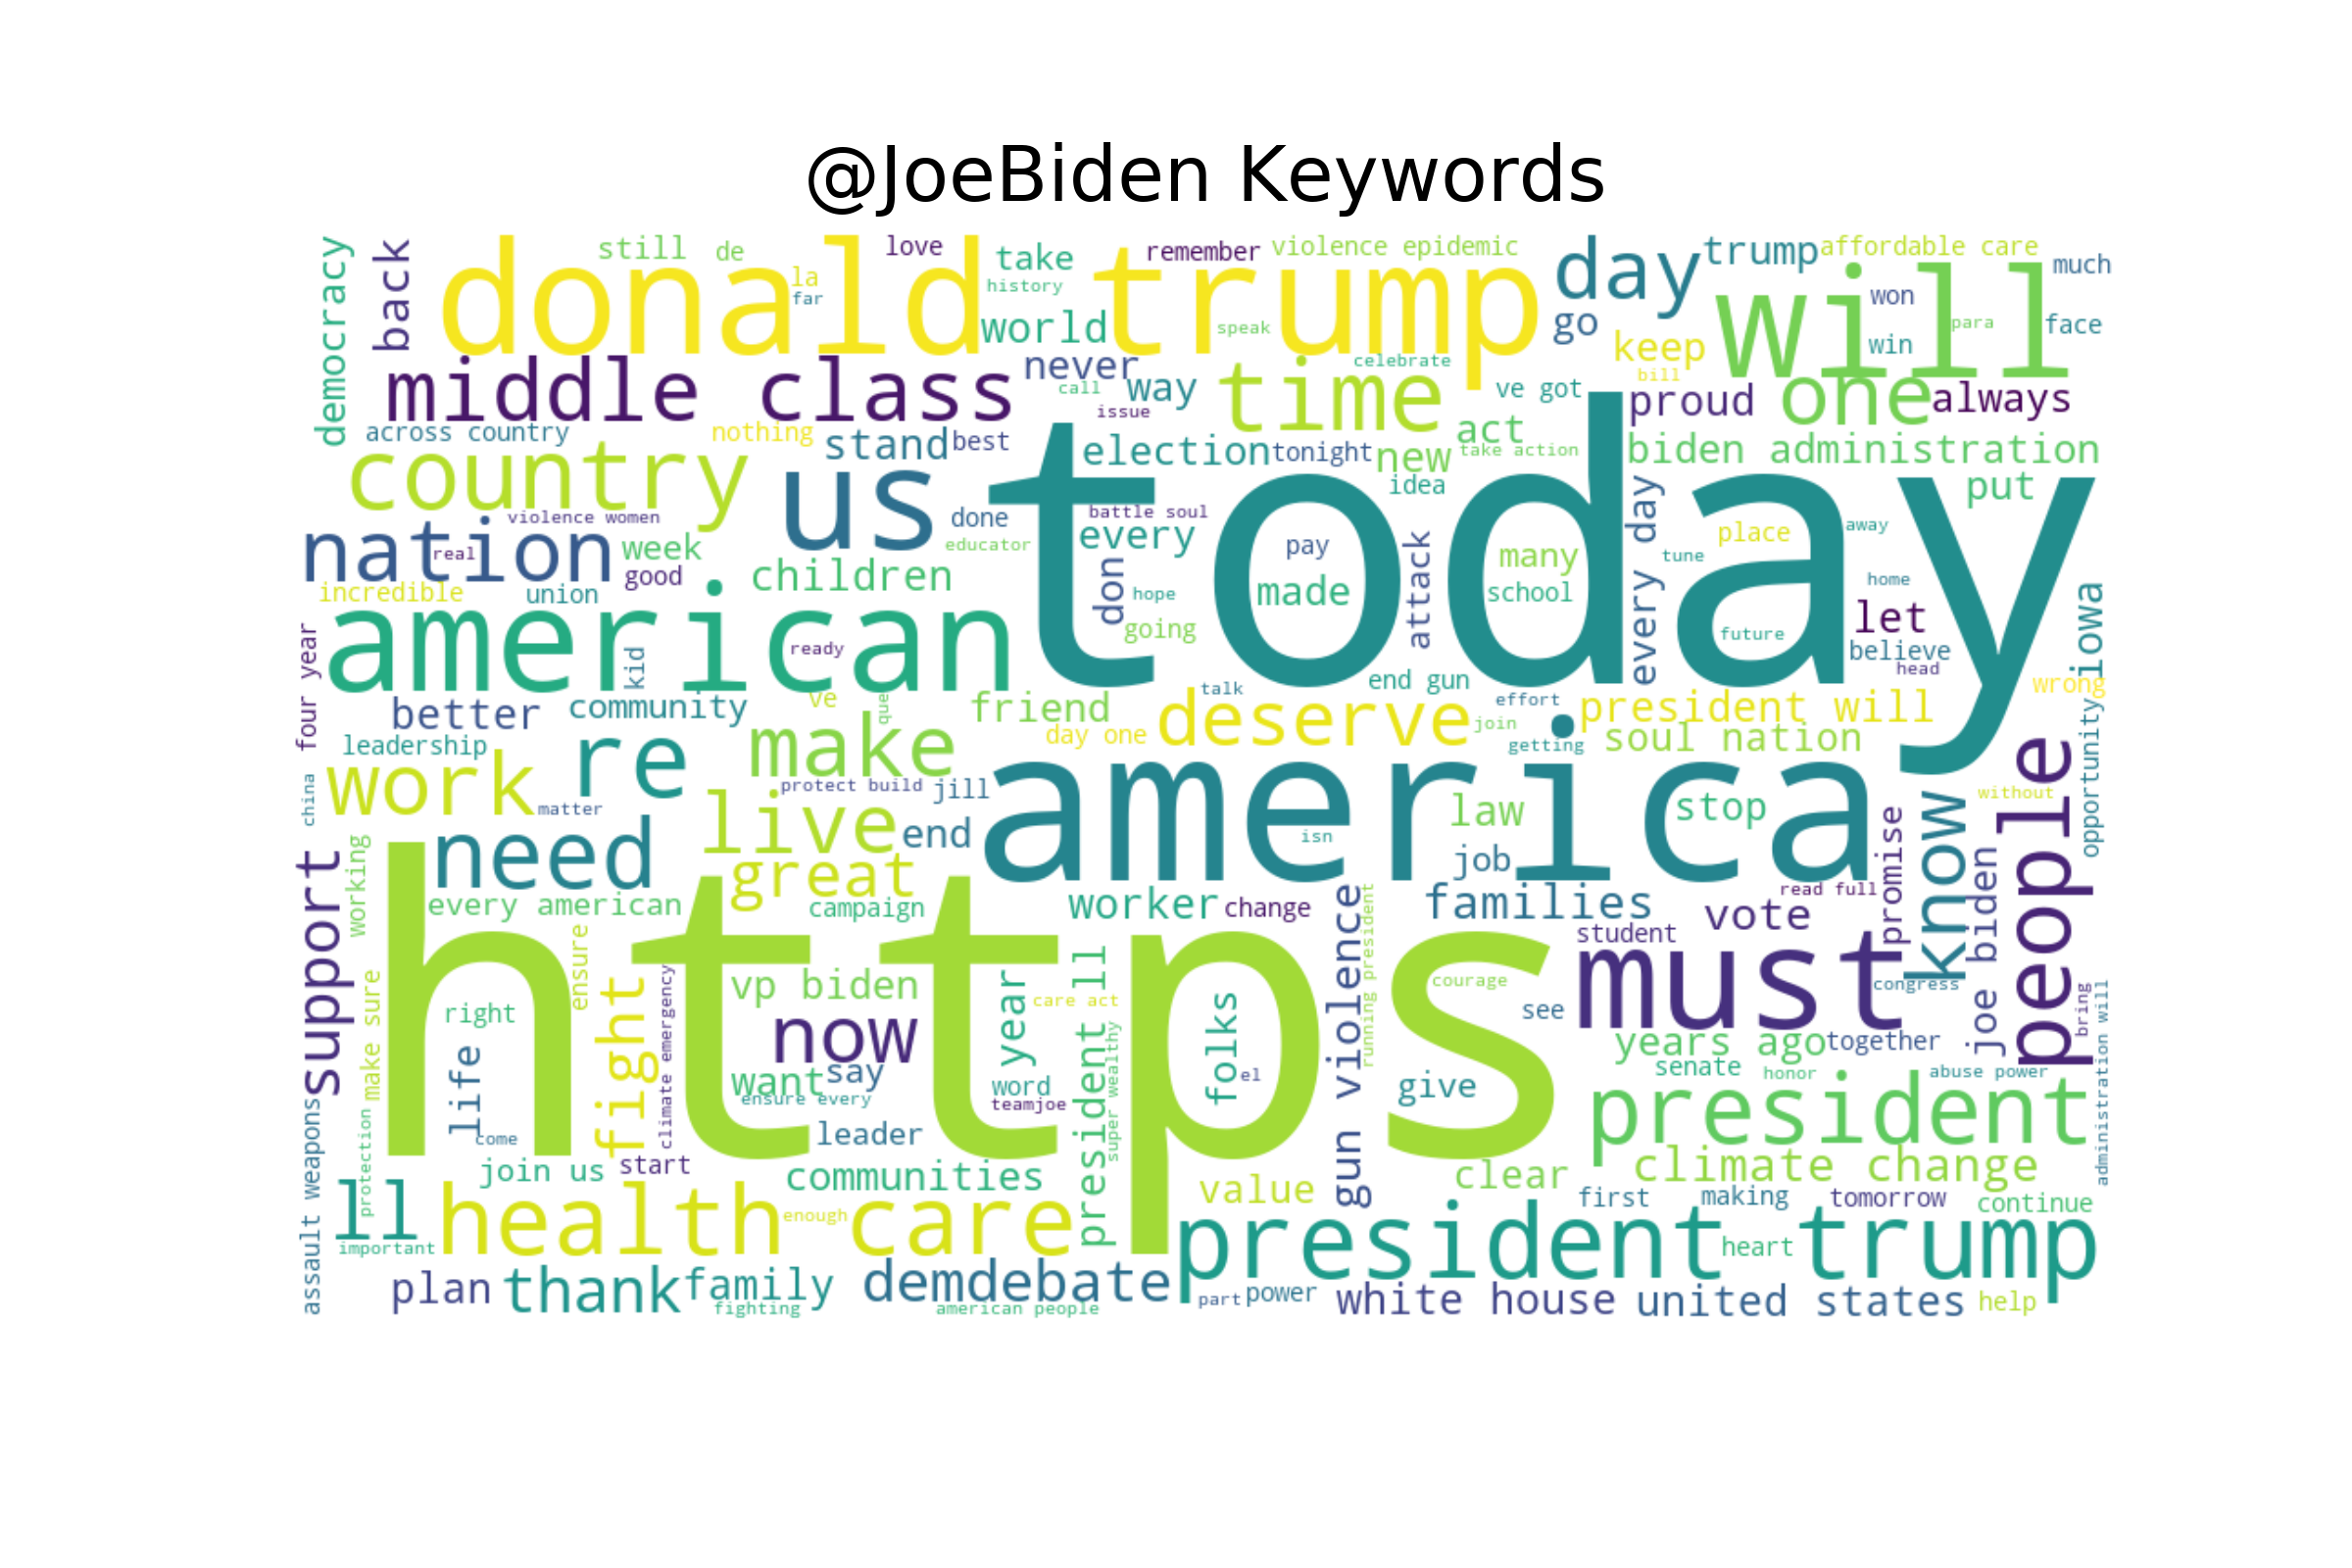 @JoeBiden Keywords
democracy
back
still
de
love
take
remember
violence epidemic
day
trump
affordable care
much
donald trump
la
far
history
world
speak
go
will
won
para
face
win
keep
middle class
never
call
way
issue
time
celebrate
ve got
bill
proud
one
always
across country
nothing
stand
best
election
tonight
new
act
take action
biden administration
country
us
today
idea
put
violence women
done
battle soul
every
educator
nation
real
week
good
children
pay
made
attack
many
school
every day
place
tune
away
home
incredible
union
don
hope
going
let
future
believe
head
iowa
american
ready
kid
four year
better
community
ve
que
friend
talk
end gun
effort
president will
wrong
leadership
re
make
day one
deserve
join
getting
soul nation
opportunity
work
china
matter
protect build
jill
america
law
stop
without
people
know
promise
need
live
end
isn
job
great
support
working
every american
campaign
worker
change
families
read full
vote
joe biden
https
ensure
fight
climate emergency
vp biden
year
care act
president ll
super wealthy
folks
el
gun violence
running president
courage
student
must
see
congress
bring
administration will
make sure
right
life
come
now
want
say
ensure every
word
teamjoe
leader
give
years ago
together
senate
honor
abuse power
president
assault weapons
protection
join us
start
communities
value
clear
climate change
ll
health care
enough
first
making
tomorrow
continue
important
president trump
heart
plan
thank
family
fighting
demdebate
american people
part
power
white house
united states
help